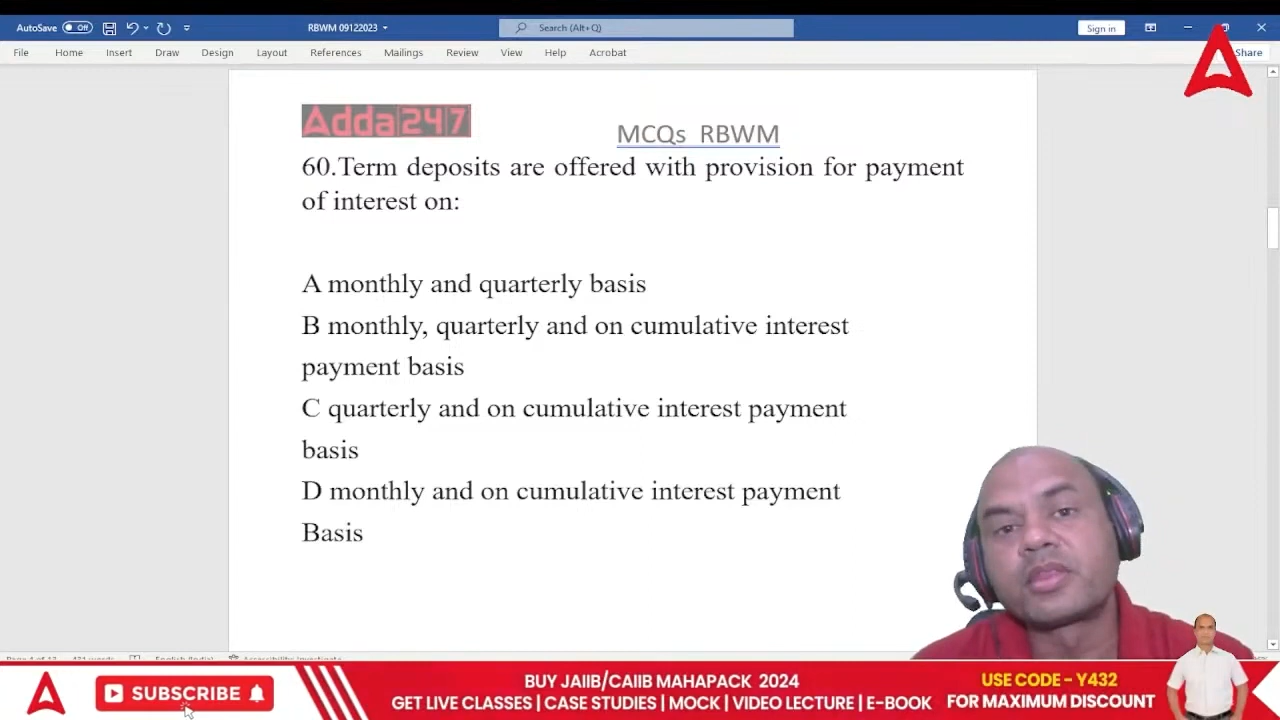 AutoSave Off RBWM 09122023 Search (Alt+Q) Sign in
File Home Insert Draw Design Layout References Mailings Review View Help Acrobat Share
Adda 247
MCQs RBWM
60.Term deposits are offered with provision for payment
of interest on:
A monthly and quarterly basis
B monthly, quarterly and on cumulative interest
payment basis
C quarterly and on cumulative interest payment
basis
D monthly and on cumulative interest payment
Basis
SUBSCRIBE
BUY JAIIB/CAIIB MAHAPACK 2024
GET LIVE CLASSES | CASE STUDIES | MOCK | VIDEO LECTURE | E-BOOK
USE CODE - Y432
FOR MAXIMUM DISCOUNT